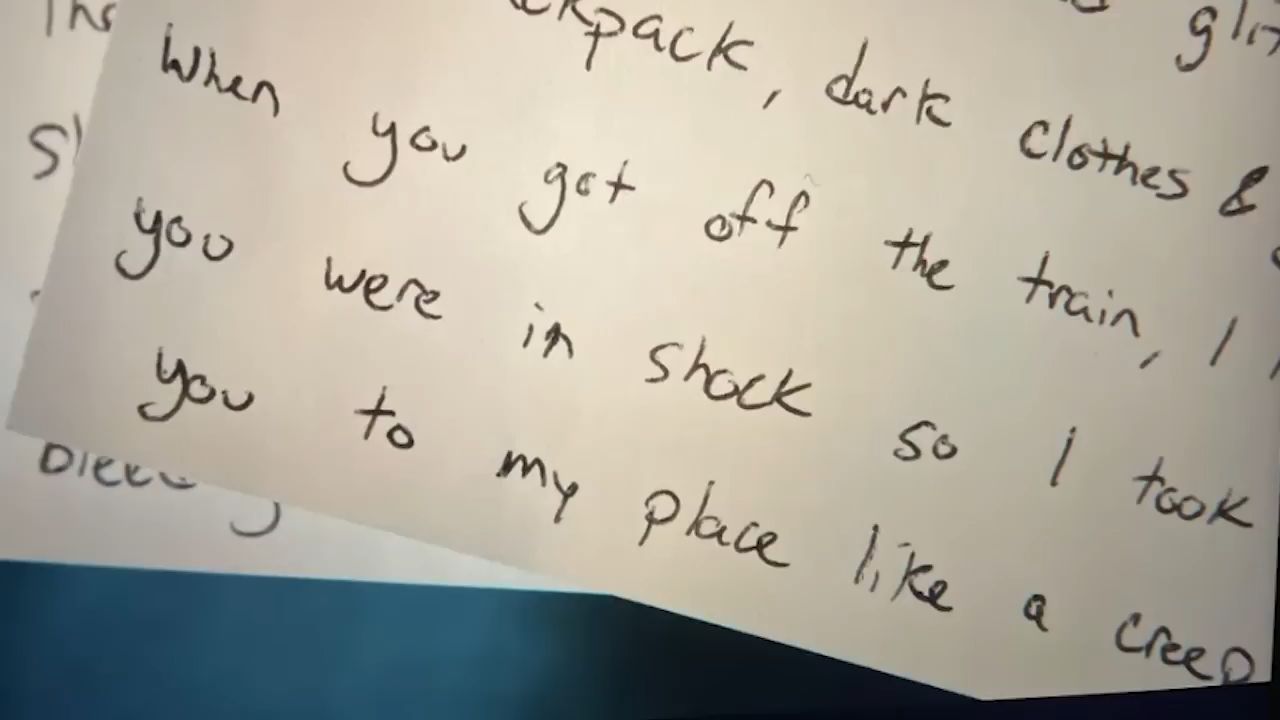 dark clothes &
When you got off the train, I
you were in shock so I took
you to my place like a creep